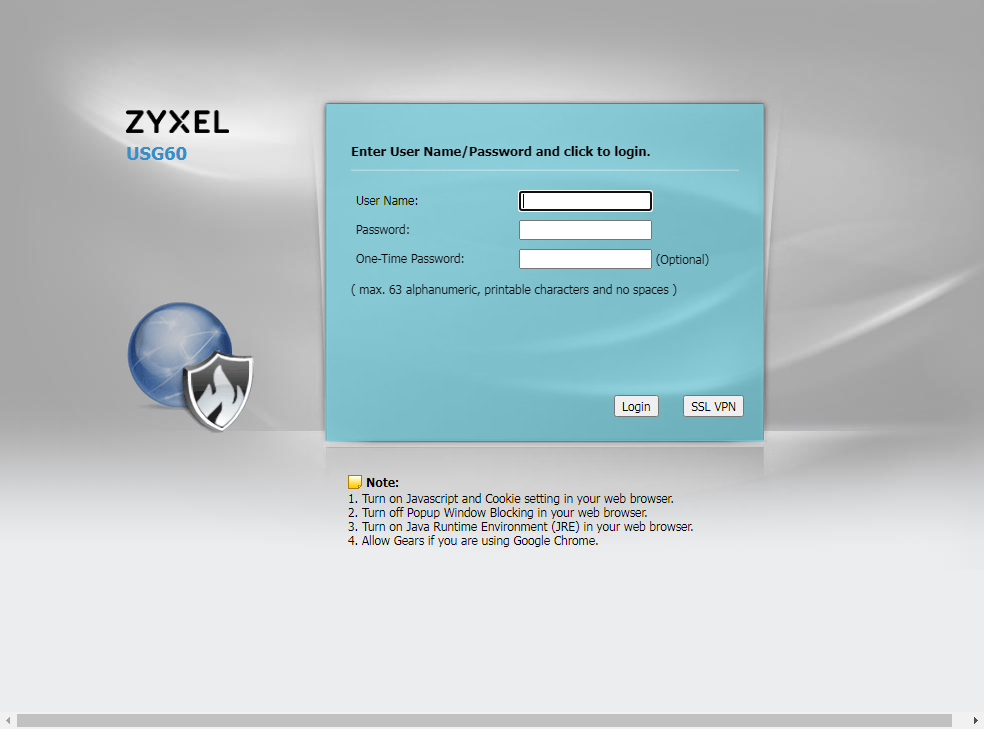 ZYXEL
USG60
Enter User Name/Password and click to login.
User Name:
Password:
One-Time Password: (Optional)
( max. 63 alphanumeric, printable characters and no spaces )
Login SSL VPN
Note:
1. Turn on Javascript and Cookie setting in your web browser.
2. Turn off Popup Window Blocking in your web browser.
3. Turn on Java Runtime Environment (JRE) in your web browser.
4. Allow Gears if you are using Google Chrome.